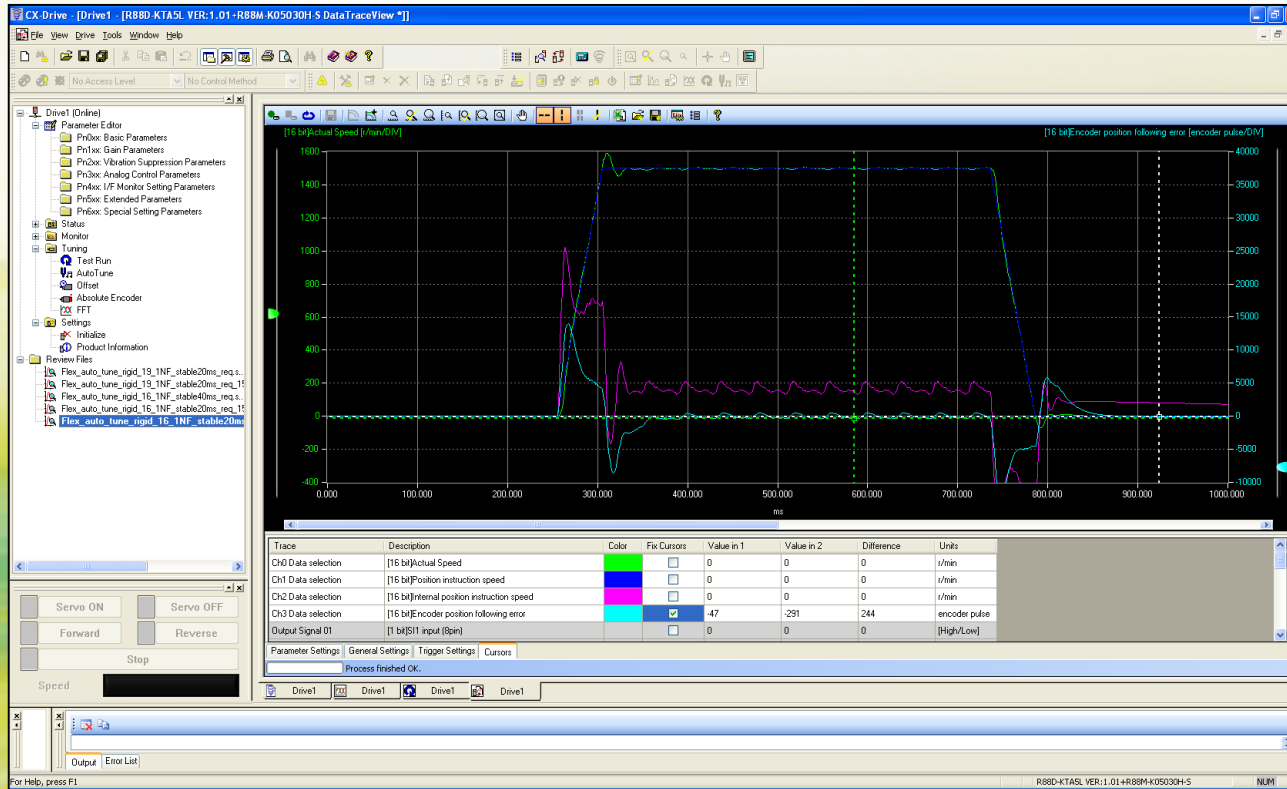 CX-Drive - [Drive1 - [R88D-KTA5L VER:1.01+R88M-K05030H-S DataTraceView *]]
File View Drive Tools Window Help
No Access Level No Control Method
Drive1 (Online)
Parameter Editor
Pn0xx: Basic Parameters
Pn1xx: Gain Parameters
Pn2xx: Vibration Suppression Parameters
Pn3xx: Analog Control Parameters
Pn4xx: I/F Monitor Setting Parameters
Pn5xx: Extended Parameters
Pn6xx: Special Setting Parameters
Status
Monitor
Tuning
Test Run
AutoTune
Offset
Absolute Encoder
FFT
Settings
Initialize
Product Information
Review Files
Flex_auto_tune_rigid_19_1NF_stable20ms_req.s..
Flex_auto_tune_rigid_19_1NF_stable20ms_req_15
Flex_auto_tune_rigid_16_1NF_stable40ms_req.s..
Flex_auto_tune_rigid_16_1NF_stable20ms_req_15
Flex_auto_tune_rigid_16_1NF_stable20ms
Servo ON Servo OFF
Forward Reverse
Stop
Speed
[16 bit]Actual Speed [r/min/DIV] [16 bit]Encoder position following error [encoder pulse/DIV]
1600 40000
1400 35000
1200 30000
1000 25000
800 20000
600 15000
400 10000
200 5000
0 0
-200 -5000
-400 -10000
0.000 100.000 200.000 300.000 400.000 500.000 600.000 700.000 800.000 900.000 1000.000
ms
Trace Description Color Fix Cursors Value in 1 Value in 2 Difference Units
Ch0 Data selection [16 bit]Actual Speed 0 0 0 r/min
Ch1 Data selection [16 bit]Position instruction speed 0 0 0 r/min
Ch2 Data selection [16 bit]Internal position instruction speed 0 0 0 r/min
Ch3 Data selection [16 bit]Encoder position following error -47 -291 244 encoder pulse
Output Signal 01 [1 bit]SI1 input (8pin) 0 0 0 [High/Low]
Parameter Settings General Settings Trigger Settings Cursors
Process finished OK.
Drive1 Drive1 Drive1 Drive1
Output Error List
For Help, press F1 R88D-KTA5L VER:1.01+R88M-K05030H-S NUM